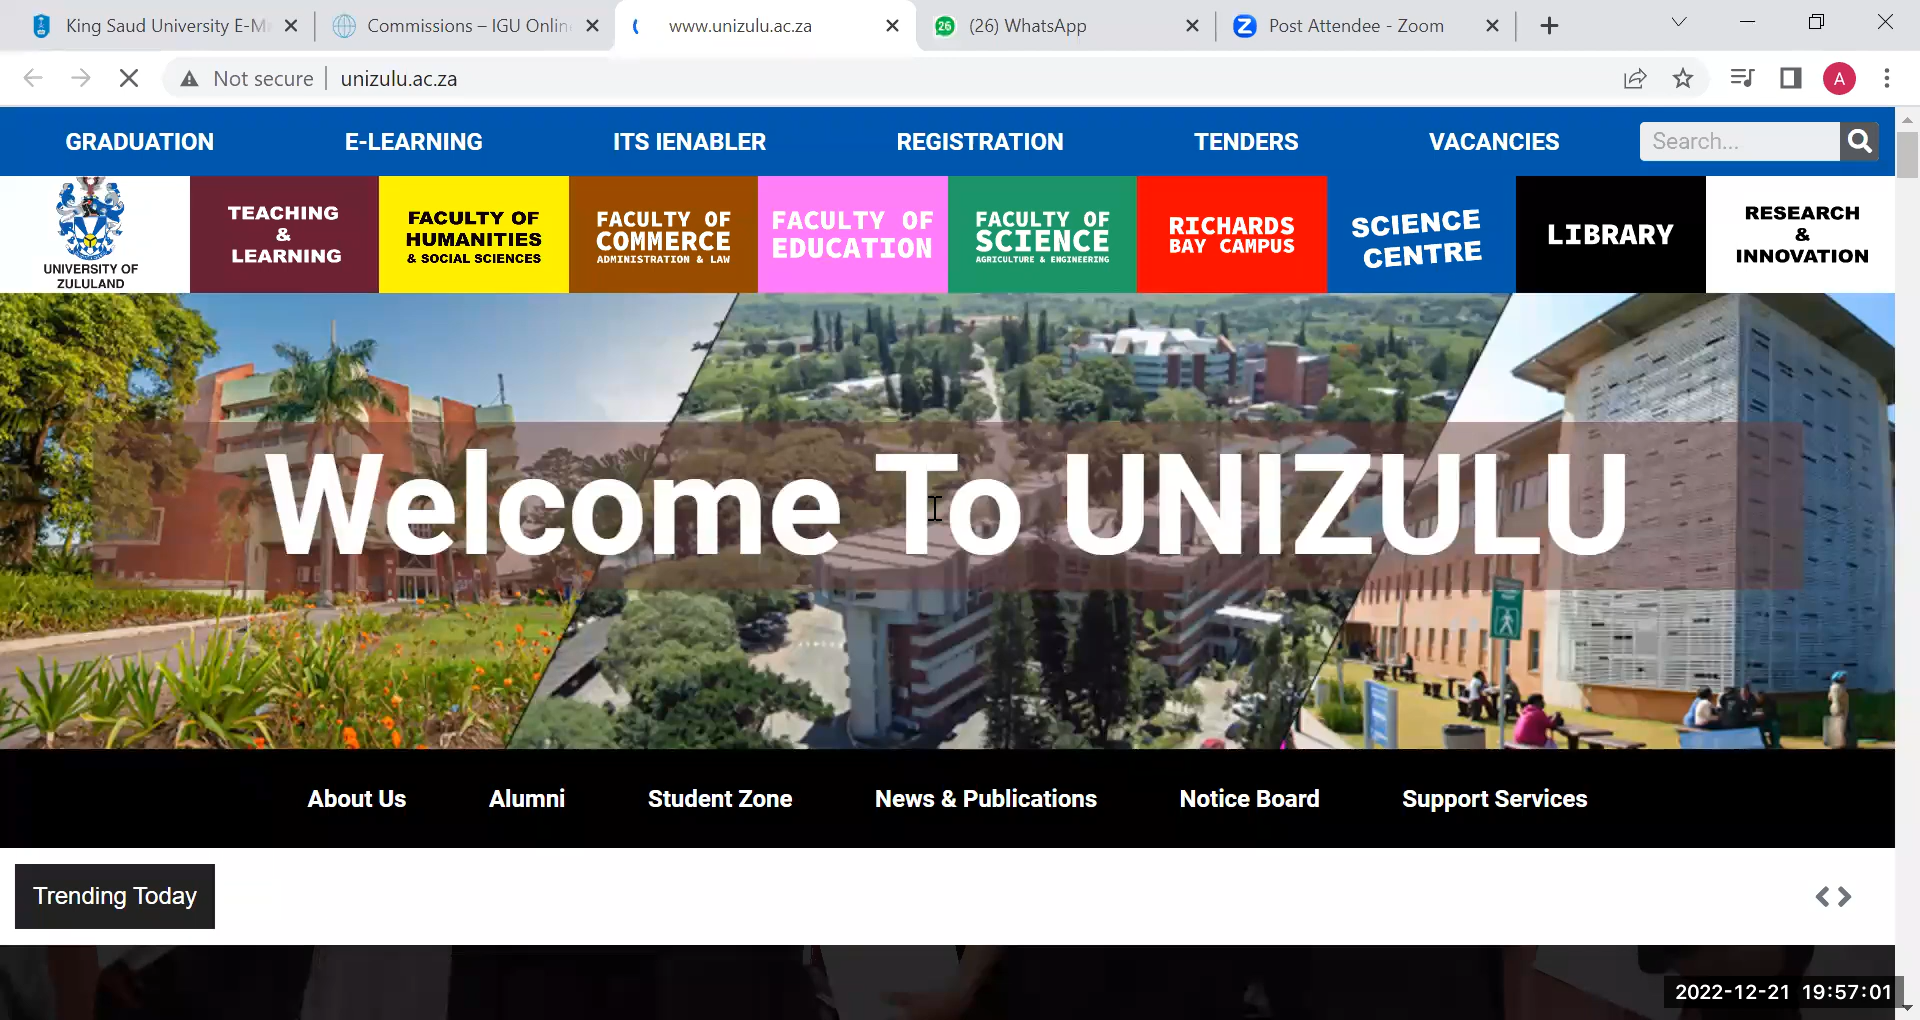 King Saud University E-M
Commissions – IGU Onlin
www.unizulu.ac.za
26
(26) WhatsApp
Post Attendee - Zoom
Not secure
unizulu.ac.za
A
GRADUATION
E-LEARNING
ITS IENABLER
REGISTRATION
TENDERS
VACANCIES
Search...
UNIVERSITY OF
ZULULAND
TEACHING
&
LEARNING
FACULTY OF
HUMANITIES
& SOCIAL SCIENCES
FACULTY OF
COMMERCE
ADMINISTRATION & LAW
FACULTY OF
EDUCATION
FACULTY OF
SCIENCE
AGRICULTURE & ENGINEERING
RICHARDS
BAY CAMPUS
SCIENCE
CENTRE
LIBRARY
RESEARCH
&
INNOVATION
Welcome To UNIZULU
About Us
Alumni
Student Zone
News & Publications
Notice Board
Support Services
Trending Today
2022-12-21 19:57:01